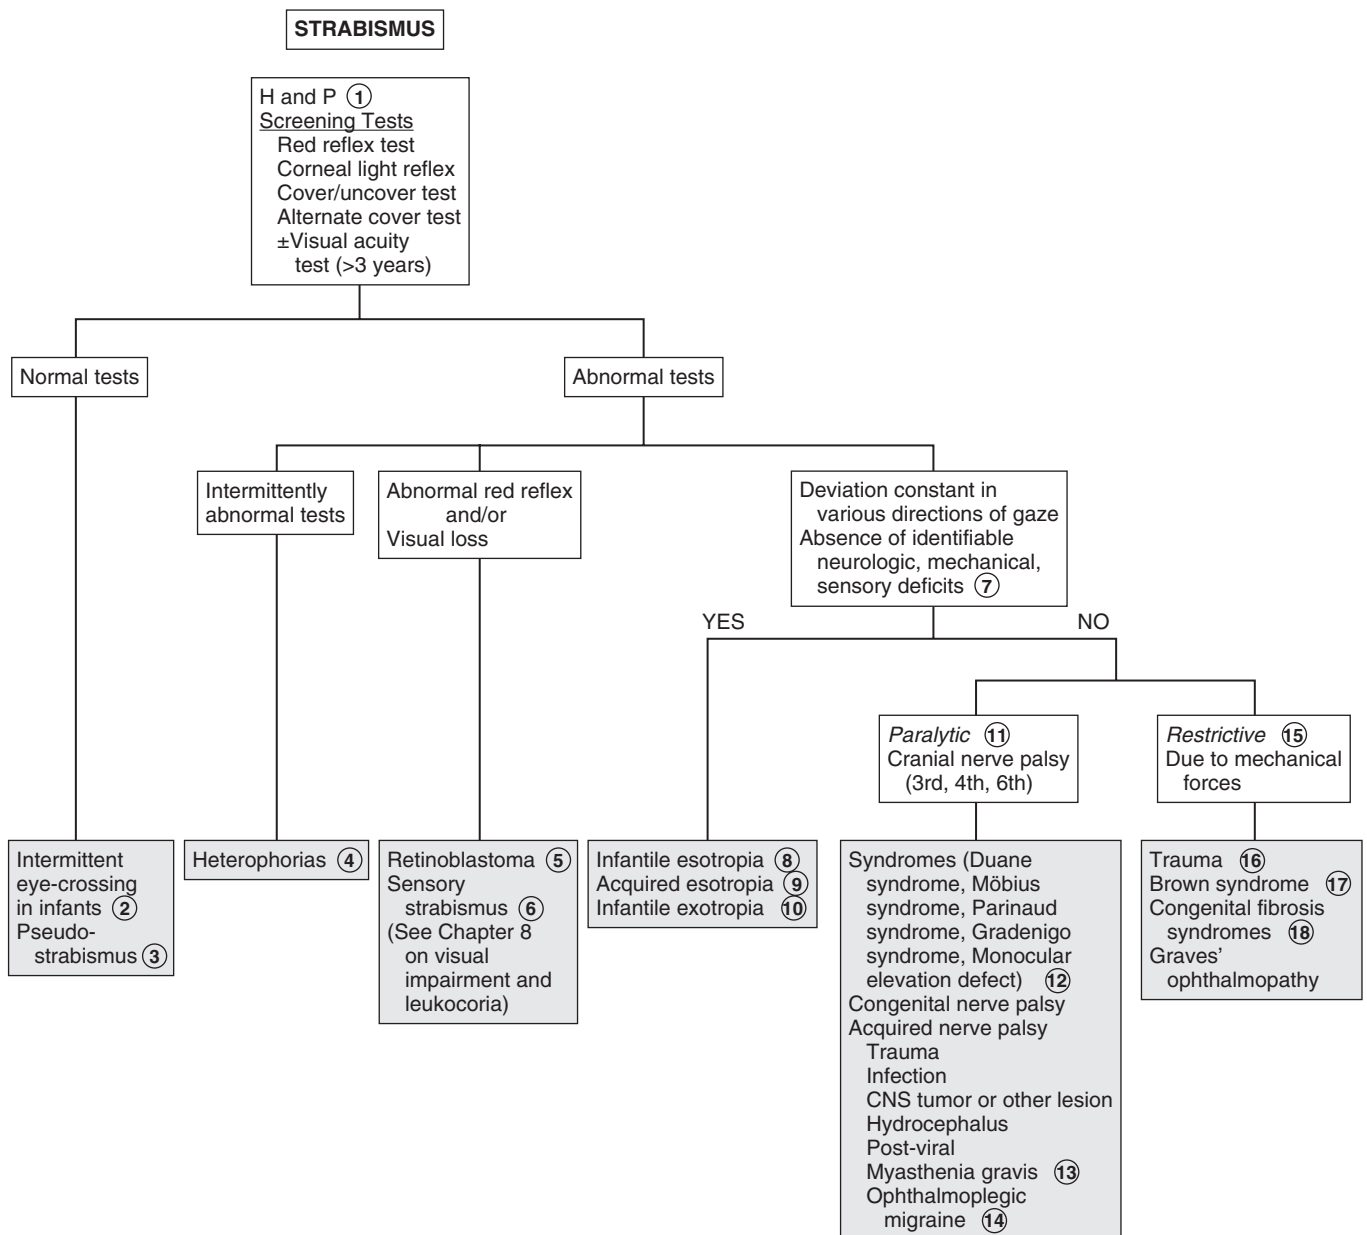 STRABISMUS
H and P 1
Screening Tests
Red reflex test
Corneal light reflex
Cover/uncover test
Alternate cover test
±Visual acuity
test (>3 years)
Normal tests
Abnormal tests
Intermittently
abnormal tests
Abnormal red reflex
and/or
Visual loss
Deviation constant in
various directions of gaze
Absence of identifiable
neurologic, mechanical,
sensory deficits 7
YES
NO
Paralytic 11
Cranial nerve palsy
(3rd, 4th, 6th)
Restrictive 15
Due to mechanical
forces
Intermittent
eye-crossing
in infants 2
Pseudo-
strabismus 3
Heterophorias 4
Retinoblastoma 5
Sensory
strabismus 6
(See Chapter 8
on visual
impairment and
leukocoria)
Infantile esotropia 8
Acquired esotropia 9
Infantile exotropia 10
Syndromes (Duane
syndrome, Möbius
syndrome, Parinaud
syndrome, Gradenigo
syndrome, Monocular
elevation defect) 12
Congenital nerve palsy
Acquired nerve palsy
Trauma
Infection
CNS tumor or other lesion
Hydrocephalus
Post-viral
Myasthenia gravis 13
Ophthalmoplegic
migraine 14
Trauma 16
Brown syndrome 17
Congenital fibrosis
syndromes 18
Graves'
ophthalmopathy